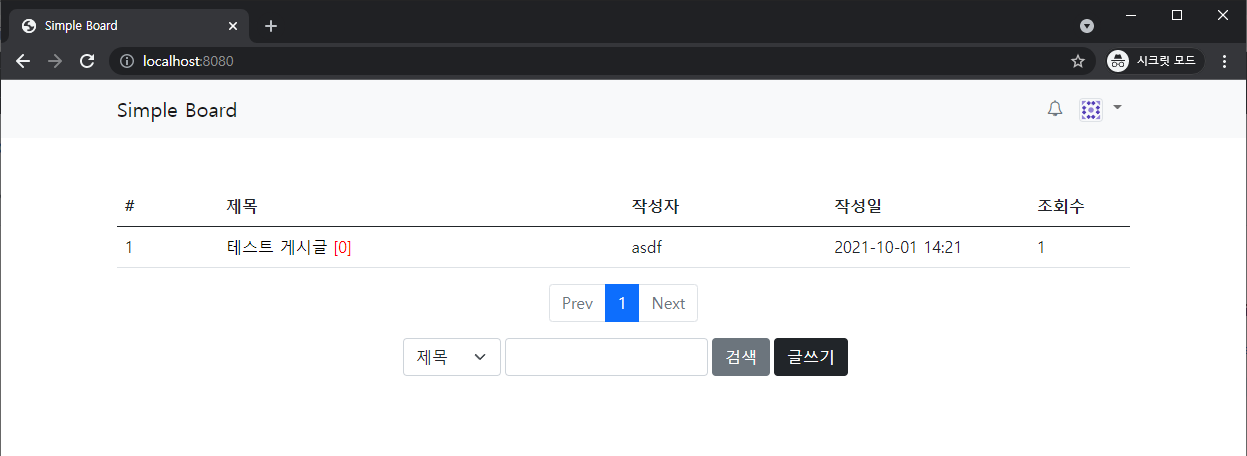 Simple Board
localhost:8080
시크릿 모드
Simple Board
# 제목 작성자 작성일 조회수
1 테스트 게시글 [0] asdf 2021-10-01 14:21 1
Prev 1 Next
제목 검색 글쓰기